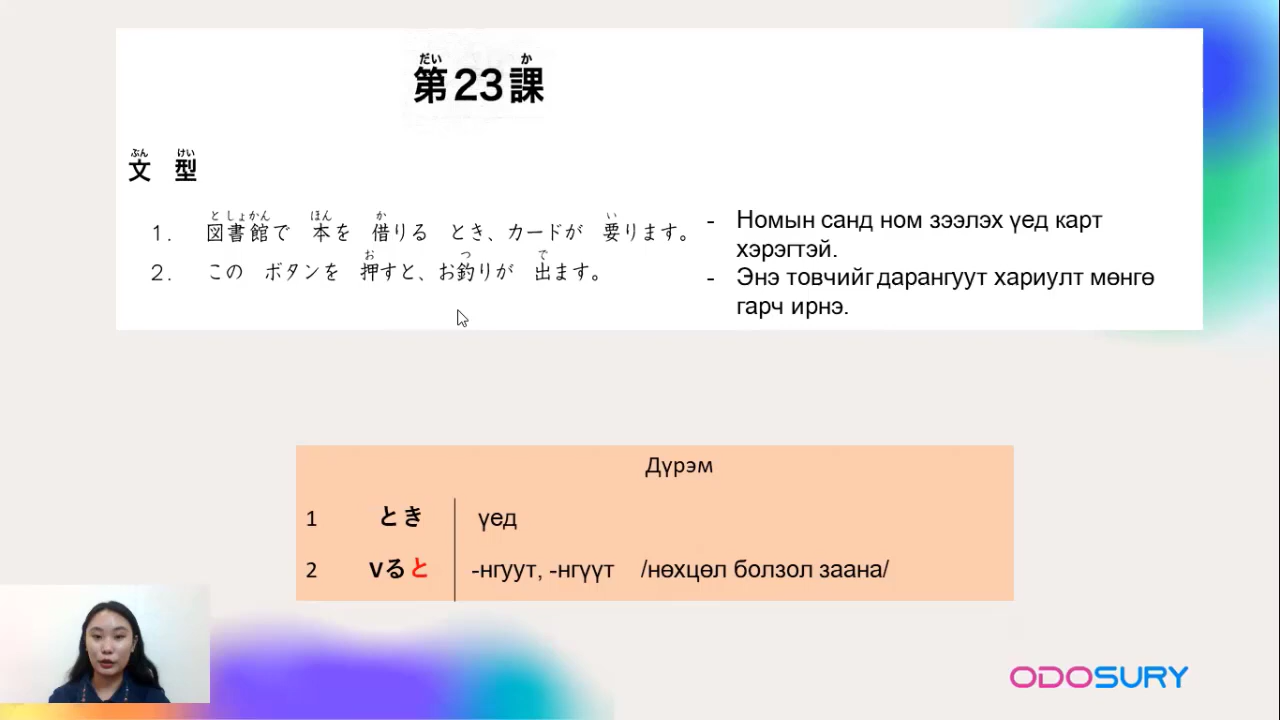 だい か
第23課
ぶん けい
文 型
と しょかん ほん か い
1. 図書館で 本を 借りる とき、カードが 要ります。
お つ で
2. この ボタンを 押すと、お釣りが 出ます。
- Номын санд ном зээлэх үед карт
хэрэгтэй.
- Энэ товчийг дарангуут хариулт мөнгө
гарч ирнэ.
Дүрэм
1 とき үед
2 Vると -нгуут, -нгүүт /нөхцөл болзол заана/
ODOSURY